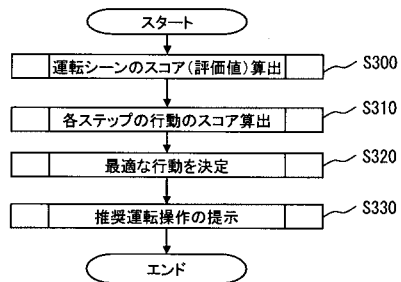 スタート
運転シーンのスコア(評価値)算出
S300
各ステップの行動のスコア算出
S310
最適な行動を決定
S320
推奨運転操作の提示
S330
エンド